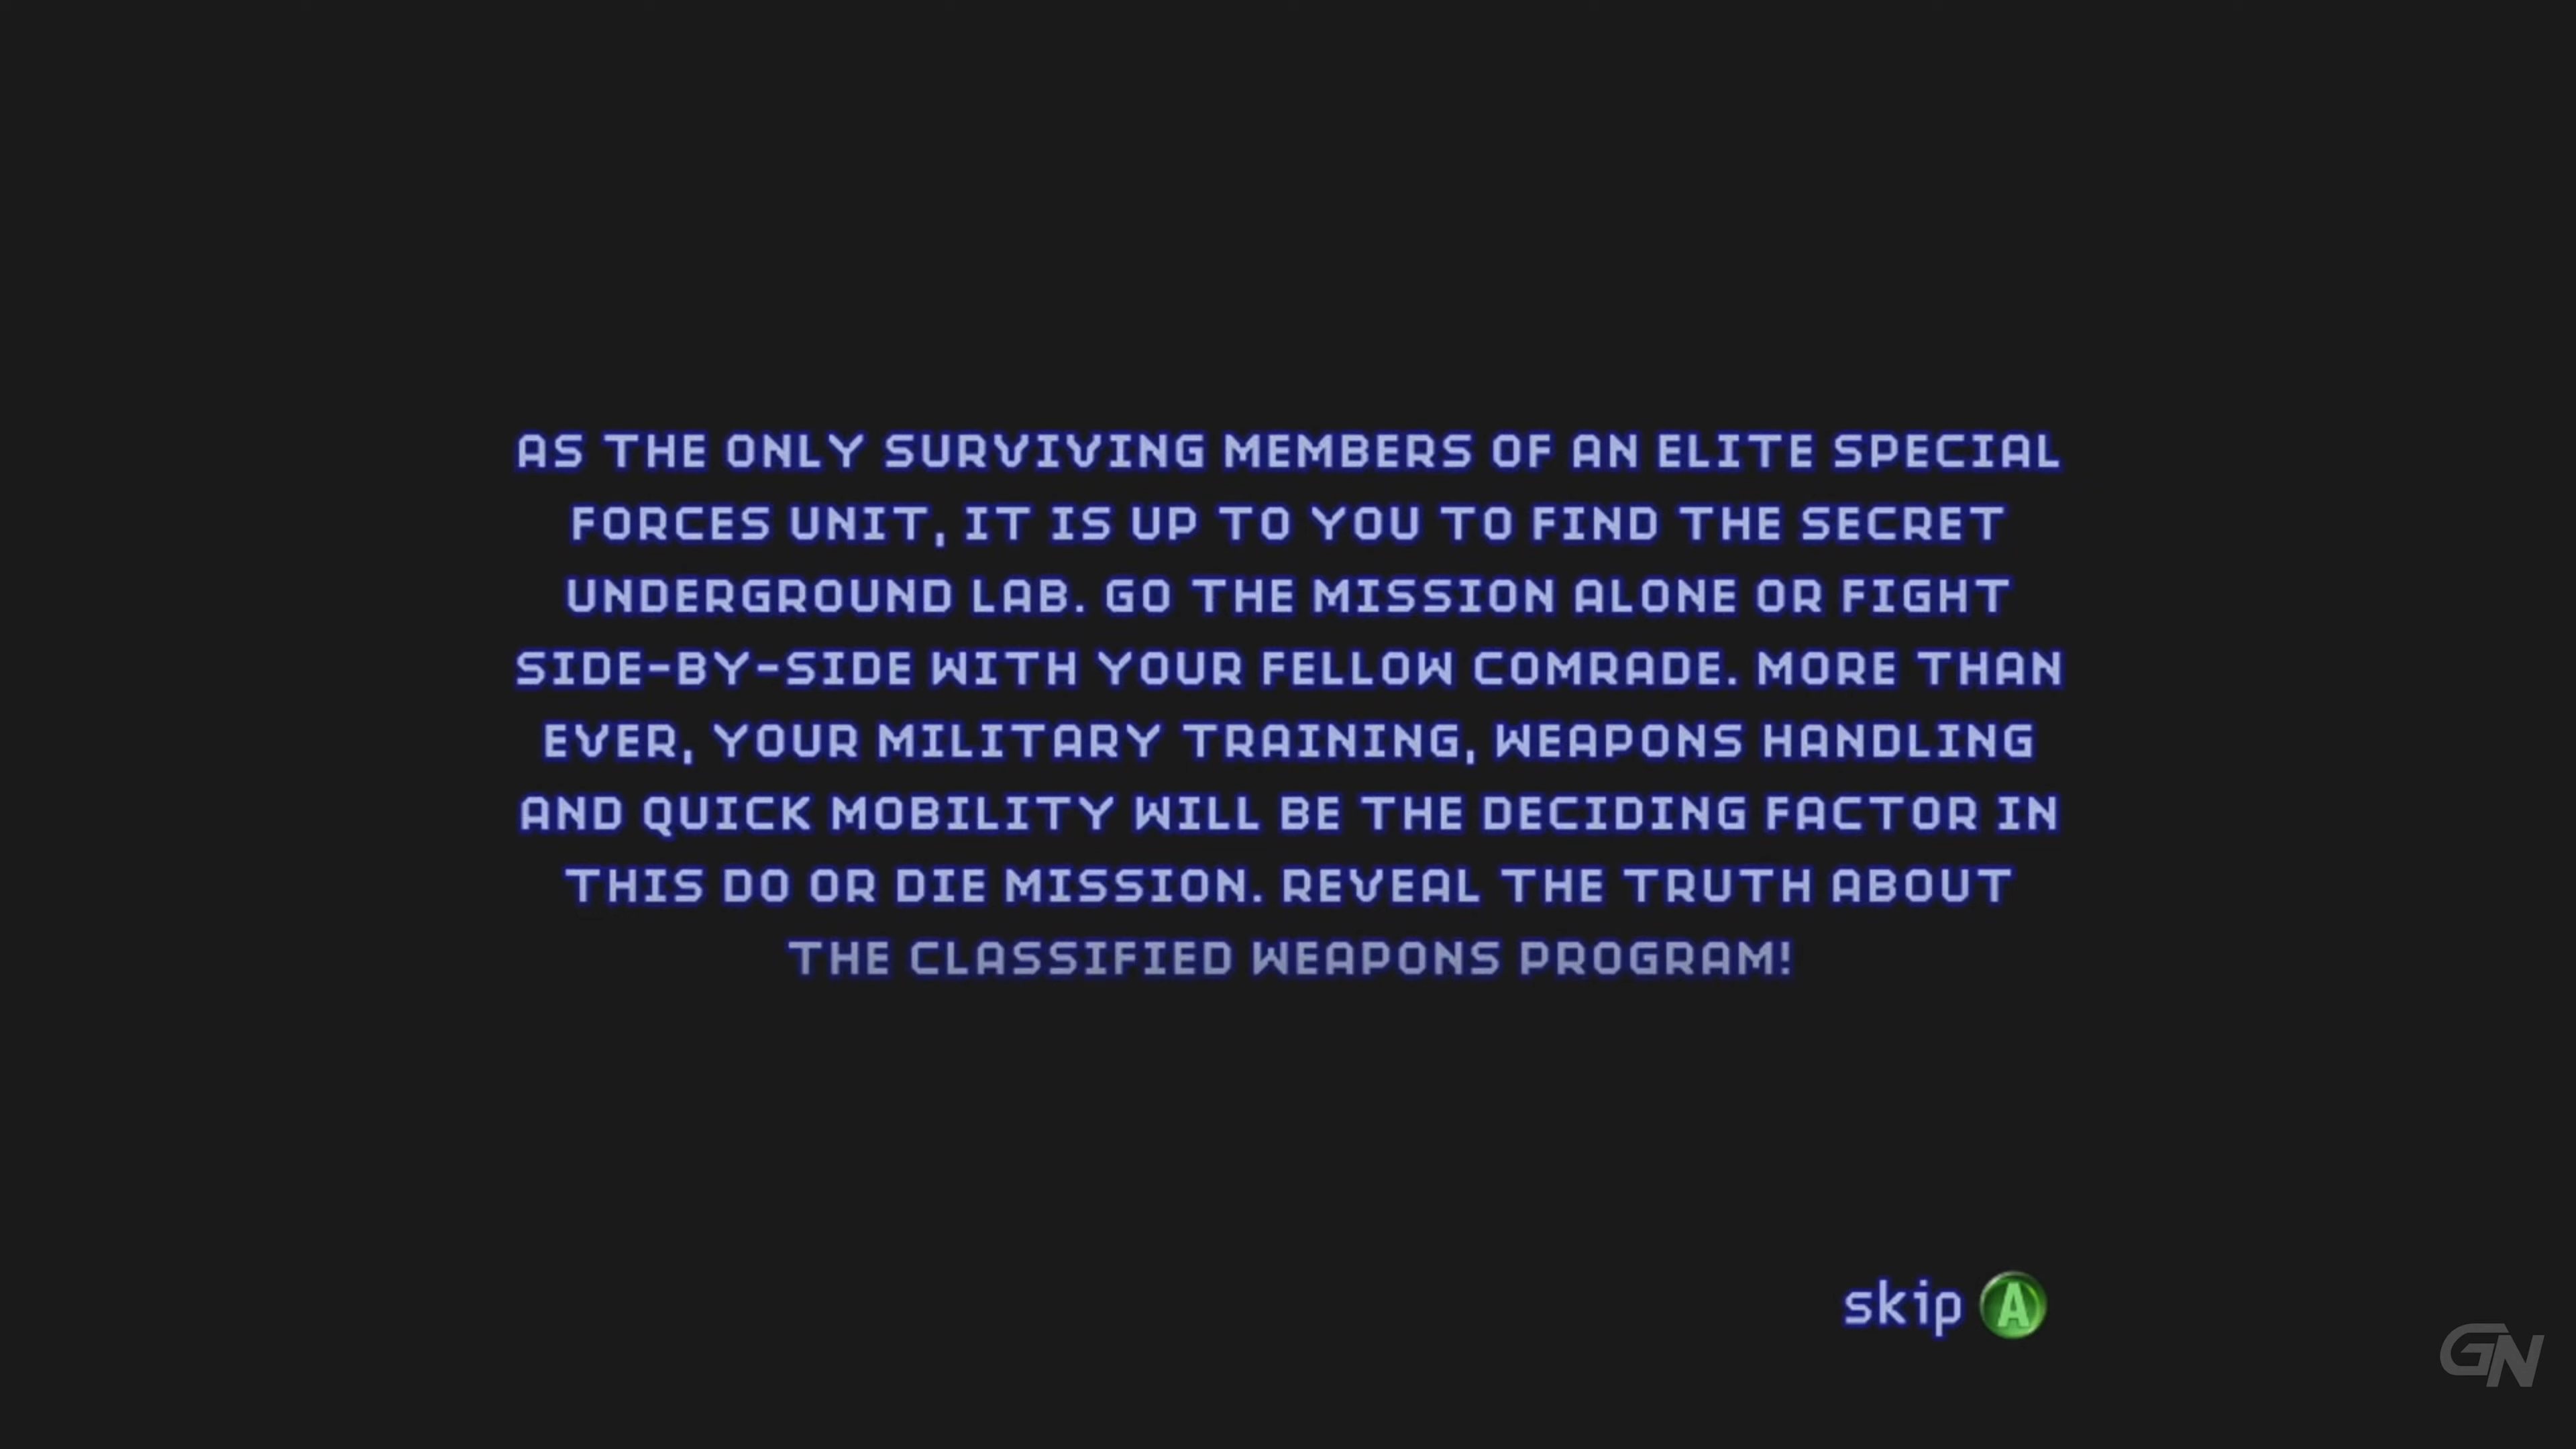 AS THE ONLY SURVIVING MEMBERS OF AN ELITE SPECIAL
FORCES UNIT, IT IS UP TO YOU TO FIND THE SECRET
UNDERGROUND LAB. GO THE MISSION ALONE OR FIGHT
SIDE-BY-SIDE WITH YOUR FELLOW COMRADE. MORE THAN
EVER, YOUR MILITARY TRAINING, WEAPONS HANDLING
AND QUICK MOBILITY WILL BE THE DECIDING FACTOR IN
THIS DO OR DIE MISSION. REVEAL THE TRUTH ABOUT
THE CLASSIFIED WEAPONS PROGRAM!
skip A
GN